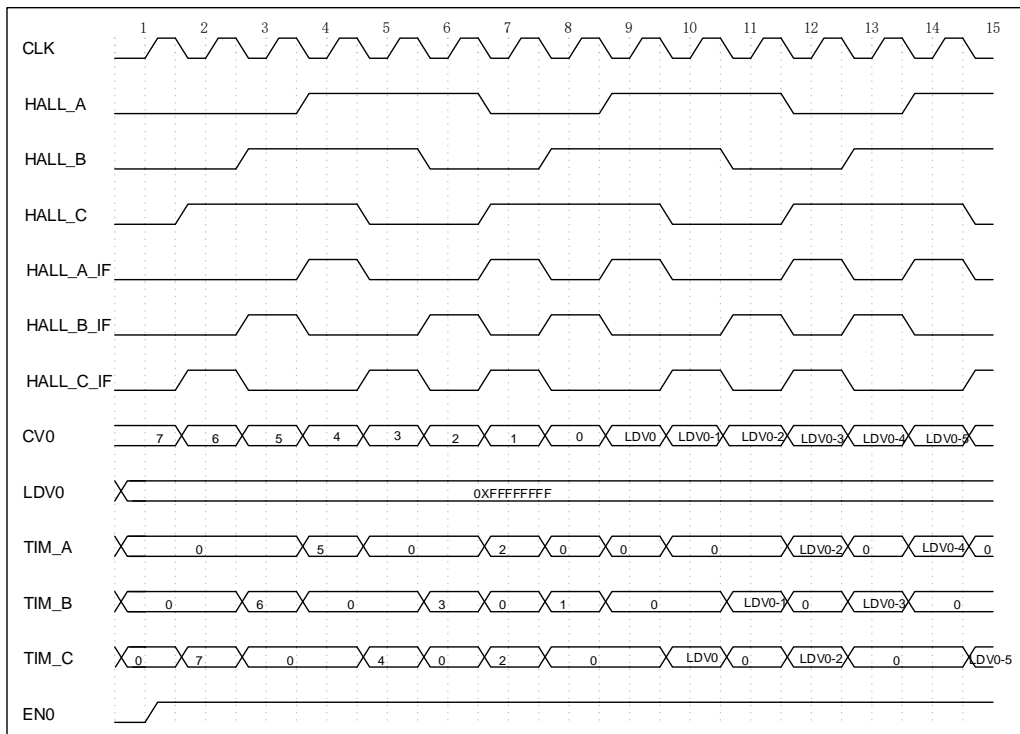 1 2 3 4 5 6 7 8 9 10 11 12 13 14 15
CLK
HALL_A
HALL_B
HALL_C
HALL_A_IF
HALL_B_IF
HALL_C_IF
CV0 7 6 5 4 3 2 1 0 LDV0 LDV0-1 LDV0-2 LDV0-3 LDV0-4 LDV0-5
LDV0 0XFFFFFFFF
TIM_A 0 5 0 2 0 0 0 LDV0-2 0 LDV0-4 0
TIM_B 0 6 0 3 0 1 0 LDV0-1 0 LDV0-3 0
TIM_C 0 7 0 4 0 2 0 LDV0 0 LDV0-2 0 LDV0-5
EN0